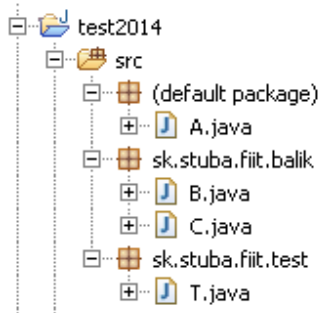 test2014
src
(default package)
A.java
sk.stuba.fiit.balik
B.java
C.java
sk.stuba.fiit.test
T.java